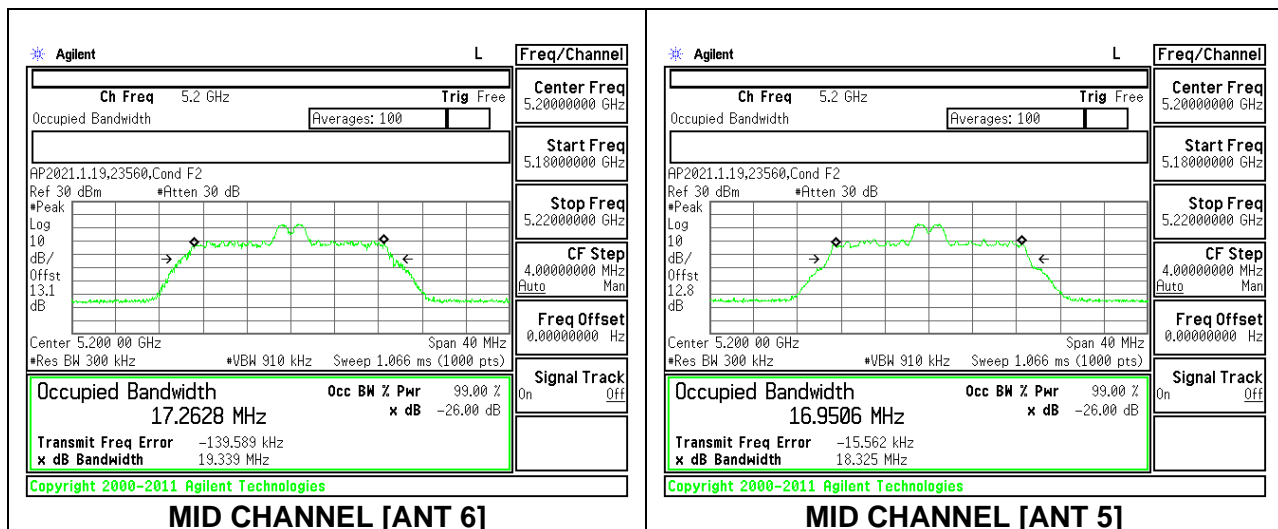 Agilent L Freq/Channel
Ch Freq 5.2 GHz Trig Free
Occupied Bandwidth Averages: 100
AP2021.1.19,23560,Cond F2
Ref 30 dBm #Atten 30 dB
#Peak
Log
10
dB/
Offst
13.1
dB
Center 5.200 00 GHz Span 40 MHz
#Res BW 300 kHz #VBW 910 kHz Sweep 1.066 ms (1000 pts)
Occupied Bandwidth Occ BW % Pwr 99.00 %
17.2628 MHz x dB -26.00 dB
Transmit Freq Error -139.589 kHz
x dB Bandwidth 19.339 MHz
Copyright 2000-2011 Agilent Technologies
Center Freq
5.20000000 GHz
Start Freq
5.18000000 GHz
Stop Freq
5.22000000 GHz
CF Step
4.00000000 MHz
Auto Man
Freq Offset
0.00000000 Hz
Signal Track
On Off
MID CHANNEL [ANT 6]
Agilent L Freq/Channel
Ch Freq 5.2 GHz Trig Free
Occupied Bandwidth Averages: 100
AP2021.1.19,23560,Cond F2
Ref 30 dBm #Atten 30 dB
#Peak
Log
10
dB/
Offst
12.8
dB
Center 5.200 00 GHz Span 40 MHz
#Res BW 300 kHz #VBW 910 kHz Sweep 1.066 ms (1000 pts)
Occupied Bandwidth Occ BW % Pwr 99.00 %
16.9506 MHz x dB -26.00 dB
Transmit Freq Error -15.562 kHz
x dB Bandwidth 18.325 MHz
Copyright 2000-2011 Agilent Technologies
Center Freq
5.20000000 GHz
Start Freq
5.18000000 GHz
Stop Freq
5.22000000 GHz
CF Step
4.00000000 MHz
Auto Man
Freq Offset
0.00000000 Hz
Signal Track
On Off
MID CHANNEL [ANT 5]